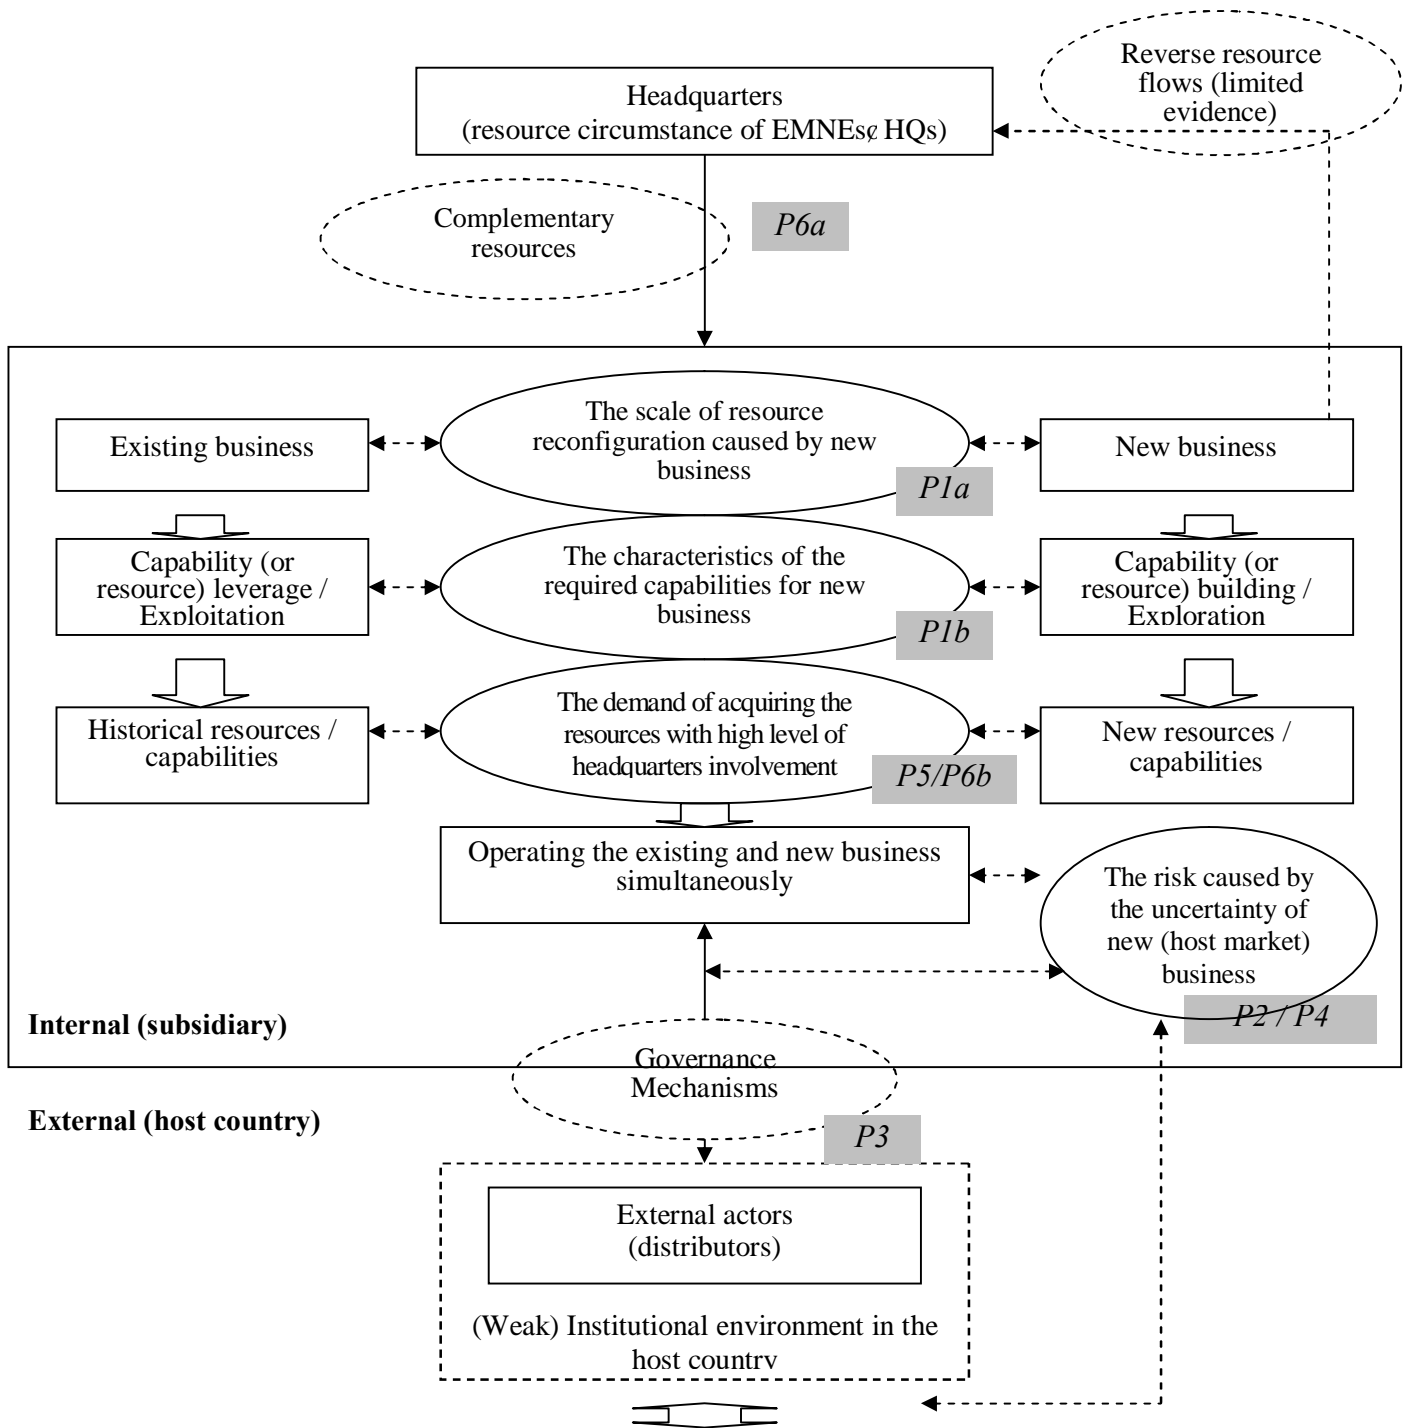 Reverse resource
flows (limited
evidence)
Headquarters
(resource circumstance of EMNEsȼ HQs)
Complementary
resources
P6a
The scale of resource
reconfiguration caused by new
business
Existing business
New business
P1a
Capability (or
resource) leverage /
Exploitation
The characteristics of the
required capabilities for new
business
Capability (or
resource) building /
Exploration
P1b
Historical resources /
capabilities
The demand of acquiring the
resources with high level of
headquarters involvement
New resources /
capabilities
P5/P6b
Operating the existing and new business
simultaneously
The risk caused by
the uncertainty of
new (host market)
business
P2 / P4
Internal (subsidiary)
Governance
Mechanisms
External (host country)
P3
External actors
(distributors)
(Weak) Institutional environment in the
host country